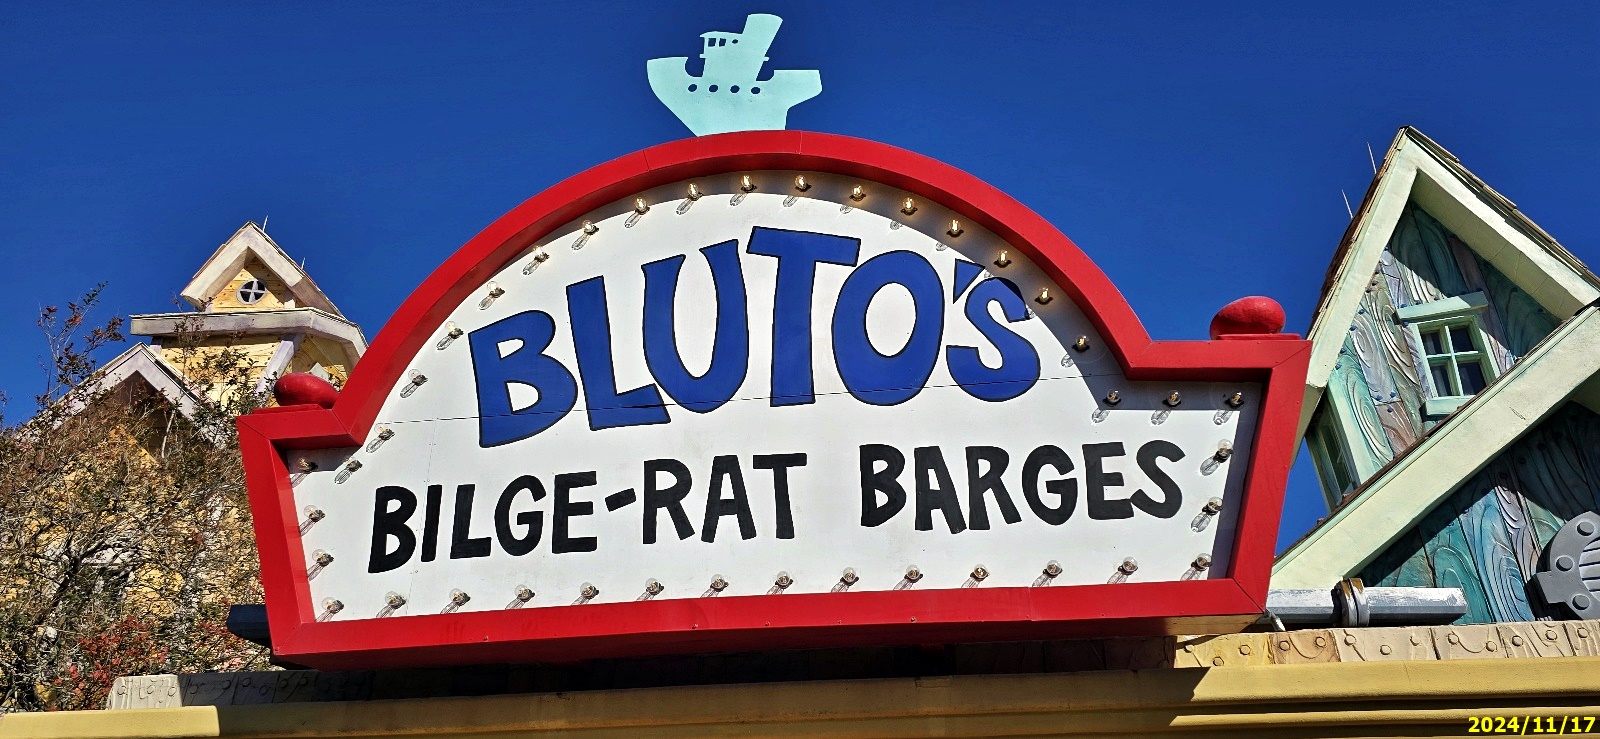 BLUTO'S
BILGE-RAT BARGES
2024/11/17